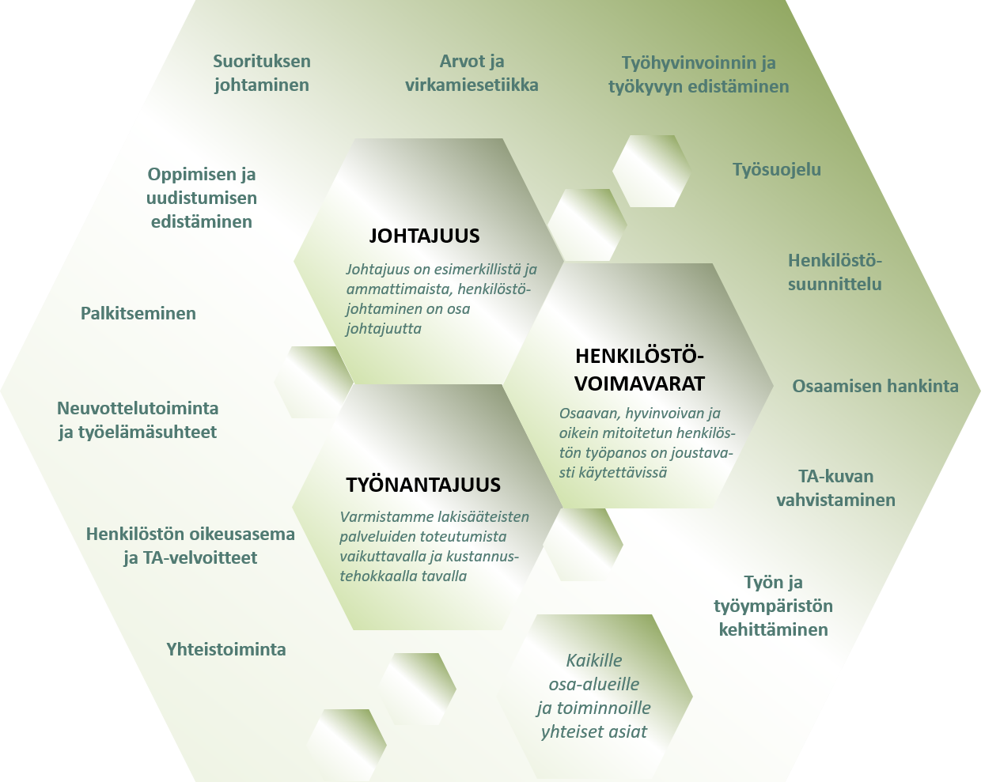 Suorituksen
johtaminen
Arvot ja
virkamiesetiikka
Työhyvinvoinnin ja
työkyvyn edistäminen
Oppimisen ja
uudistumisen
edistäminen
Työsuojelu
JOHTAJUUS
Johtajuus on esimerkillistä ja
ammattimaista, henkilöstö-
johtaminen on osa
johtajuutta
Henkilöstö-
suunnittelu
Palkitseminen
HENKILÖSTÖ-
VOIMAVARAT
Osaavan, hyvinvoivan ja
oikein mitoitetun henkilös-
tön työpanos on joustava-
sti käytettävissä
Osaamisen hankinta
Neuvottelutoiminta
ja työelämäsuhteet
TYÖNANTAJUUS
Varmistamme lakisääteisten
palveluiden toteutumista
vaikuttavalla ja kustannus-
tehokkaalla tavalla
TA-kuvan
vahvistaminen
Henkilöstön oikeusasema
ja TA-velvoitteet
Työn ja
työympäristön
kehittäminen
Yhteistoiminta
Kaikille
osa-alueille
ja toiminnoille
yhteiset asiat